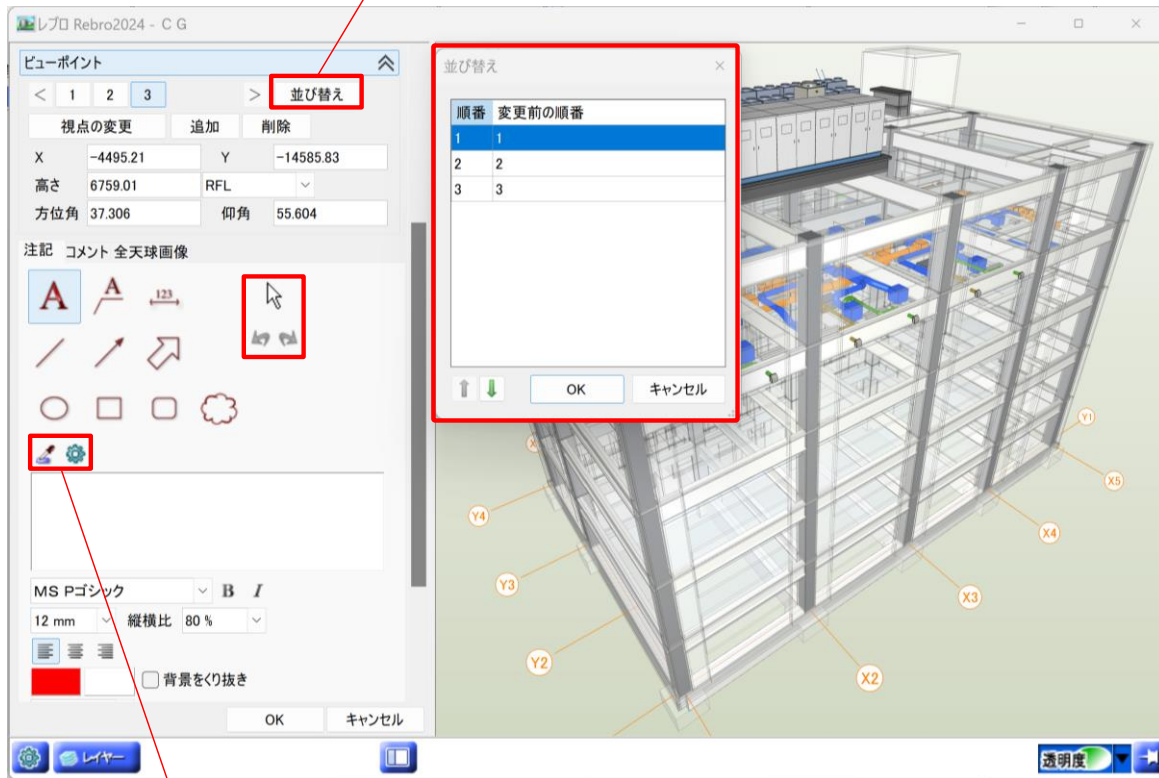 レブロ Rebro2024 - ＣＧ
ビューポイント
< 1 2 3 > 並び替え
視点の変更 追加 削除
X -4495.21 Y -14585.83
高さ 6759.01 RFL
方位角 37.306 仰角 55.604
注記 コメント 全天球画像
A A 123
MS Pゴシック B I
12 mm 縦横比 80 %
背景をくり抜き
OK キャンセル
レイヤー
並び替え
順番 変更前の順番
1 1
2 2
3 3
OK キャンセル
Y1
X5
Y4
X4
Y3
X3
Y2
X2
透明度